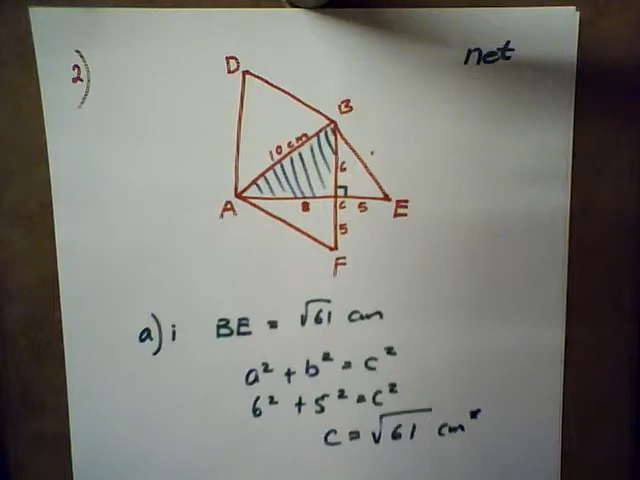 2)
net
D
B
10 cm
6
A
8
C
5
E
5
F
a) i BE = √61 cm
a² + b² = c²
6² + 5² = c²
c = √61 cm